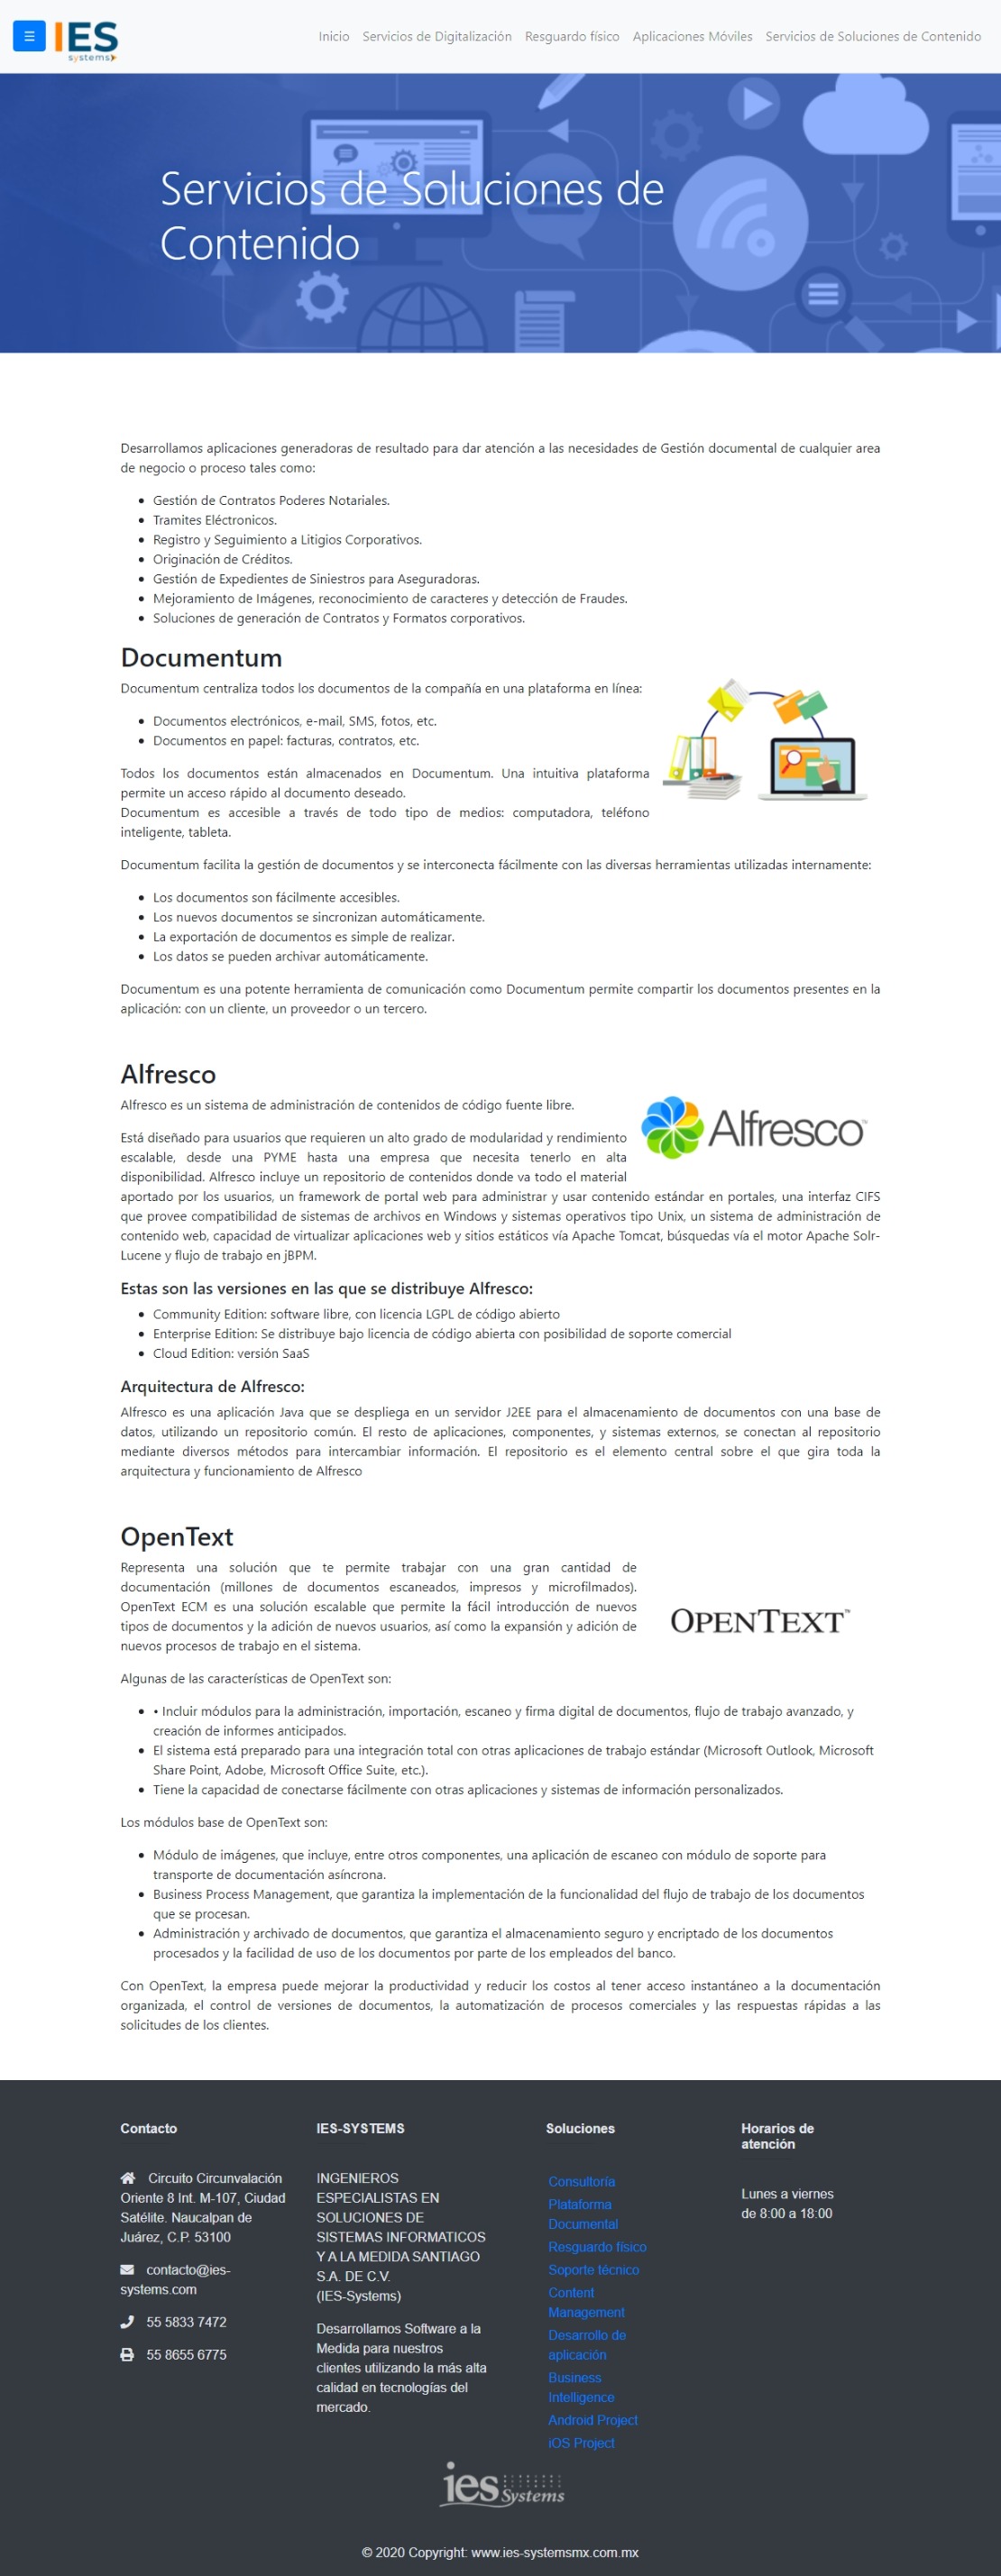 ☰ IES systems
Inicio Servicios de Digitalización Resguardo físico Aplicaciones Móviles Servicios de Soluciones de Contenido
Servicios de Soluciones de
Contenido
Desarrollamos aplicaciones generadoras de resultado para dar atención a las necesidades de Gestión documental de cualquier area
de negocio o proceso tales como:
• Gestión de Contratos Poderes Notariales.
• Tramites Eléctronicos.
• Registro y Seguimiento a Litigios Corporativos.
• Originación de Créditos.
• Gestión de Expedientes de Siniestros para Aseguradoras.
• Mejoramiento de Imágenes, reconocimiento de caracteres y detección de Fraudes.
• Soluciones de generación de Contratos y Formatos corporativos.
Documentum
Documentum centraliza todos los documentos de la compañía en una plataforma en línea:
• Documentos electrónicos, e-mail, SMS, fotos, etc.
• Documentos en papel: facturas, contratos, etc.
Todos los documentos están almacenados en Documentum. Una intuitiva plataforma
permite un acceso rápido al documento deseado.
Documentum es accesible a través de todo tipo de medios: computadora, teléfono
inteligente, tableta.
Documentum facilita la gestión de documentos y se interconecta fácilmente con las diversas herramientas utilizadas internamente:
• Los documentos son fácilmente accesibles.
• Los nuevos documentos se sincronizan automáticamente.
• La exportación de documentos es simple de realizar.
• Los datos se pueden archivar automáticamente.
Documentum es una potente herramienta de comunicación como Documentum permite compartir los documentos presentes en la
aplicación: con un cliente, un proveedor o un tercero.
Alfresco
Alfresco es un sistema de administración de contenidos de código fuente libre.
Alfresco™
Está diseñado para usuarios que requieren un alto grado de modularidad y rendimiento
escalable, desde una PYME hasta una empresa que necesita tenerlo en alta
disponibilidad. Alfresco incluye un repositorio de contenidos donde va todo el material
aportado por los usuarios, un framework de portal web para administrar y usar contenido estándar en portales, una interfaz CIFS
que provee compatibilidad de sistemas de archivos en Windows y sistemas operativos tipo Unix, un sistema de administración de
contenido web, capacidad de virtualizar aplicaciones web y sitios estáticos vía Apache Tomcat, búsquedas vía el motor Apache Solr-
Lucene y flujo de trabajo en jBPM.
Estas son las versiones en las que se distribuye Alfresco:
• Community Edition: software libre, con licencia LGPL de código abierto
• Enterprise Edition: Se distribuye bajo licencia de código abierta con posibilidad de soporte comercial
• Cloud Edition: versión SaaS
Arquitectura de Alfresco:
Alfresco es una aplicación Java que se despliega en un servidor J2EE para el almacenamiento de documentos con una base de
datos, utilizando un repositorio común. El resto de aplicaciones, componentes, y sistemas externos, se conectan al repositorio
mediante diversos métodos para intercambiar información. El repositorio es el elemento central sobre el que gira toda la
arquitectura y funcionamiento de Alfresco
OpenText
Representa una solución que te permite trabajar con una gran cantidad de
documentación (millones de documentos escaneados, impresos y microfilmados).
OpenText ECM es una solución escalable que permite la fácil introducción de nuevos
tipos de documentos y la adición de nuevos usuarios, así como la expansión y adición de
nuevos procesos de trabajo en el sistema.
OPENTEXT™
Algunas de las características de OpenText son:
• • Incluir módulos para la administración, importación, escaneo y firma digital de documentos, flujo de trabajo avanzado, y
creación de informes anticipados.
• El sistema está preparado para una integración total con otras aplicaciones de trabajo estándar (Microsoft Outlook, Microsoft
Share Point, Adobe, Microsoft Office Suite, etc.).
• Tiene la capacidad de conectarse fácilmente con otras aplicaciones y sistemas de información personalizados.
Los módulos base de OpenText son:
• Módulo de imágenes, que incluye, entre otros componentes, una aplicación de escaneo con módulo de soporte para
transporte de documentación asíncrona.
• Business Process Management, que garantiza la implementación de la funcionalidad del flujo de trabajo de los documentos
que se procesan.
• Administración y archivado de documentos, que garantiza el almacenamiento seguro y encriptado de los documentos
procesados y la facilidad de uso de los documentos por parte de los empleados del banco.
Con OpenText, la empresa puede mejorar la productividad y reducir los costos al tener acceso instantáneo a la documentación
organizada, el control de versiones de documentos, la automatización de procesos comerciales y las respuestas rápidas a las
solicitudes de los clientes.
Contacto
Circuito Circunvalación
Oriente 8 Int. M-107, Ciudad
Satélite. Naucalpan de
Juárez, C.P. 53100
contacto@ies-
systems.com
55 5833 7472
55 8655 6775
IES-SYSTEMS
INGENIEROS
ESPECIALISTAS EN
SOLUCIONES DE
SISTEMAS INFORMATICOS
Y A LA MEDIDA SANTIAGO
S.A. DE C.V.
(IES-Systems)
Desarrollamos Software a la
Medida para nuestros
clientes utilizando la más alta
calidad en tecnologías del
mercado.
Soluciones
Consultoría
Plataforma
Documental
Resguardo físico
Soporte técnico
Content
Management
Desarrollo de
aplicación
Business
Intelligence
Android Project
iOS Project
Horarios de
atención
Lunes a viernes
de 8:00 a 18:00
ies Systems
© 2020 Copyright: www.ies-systemsmx.com.mx